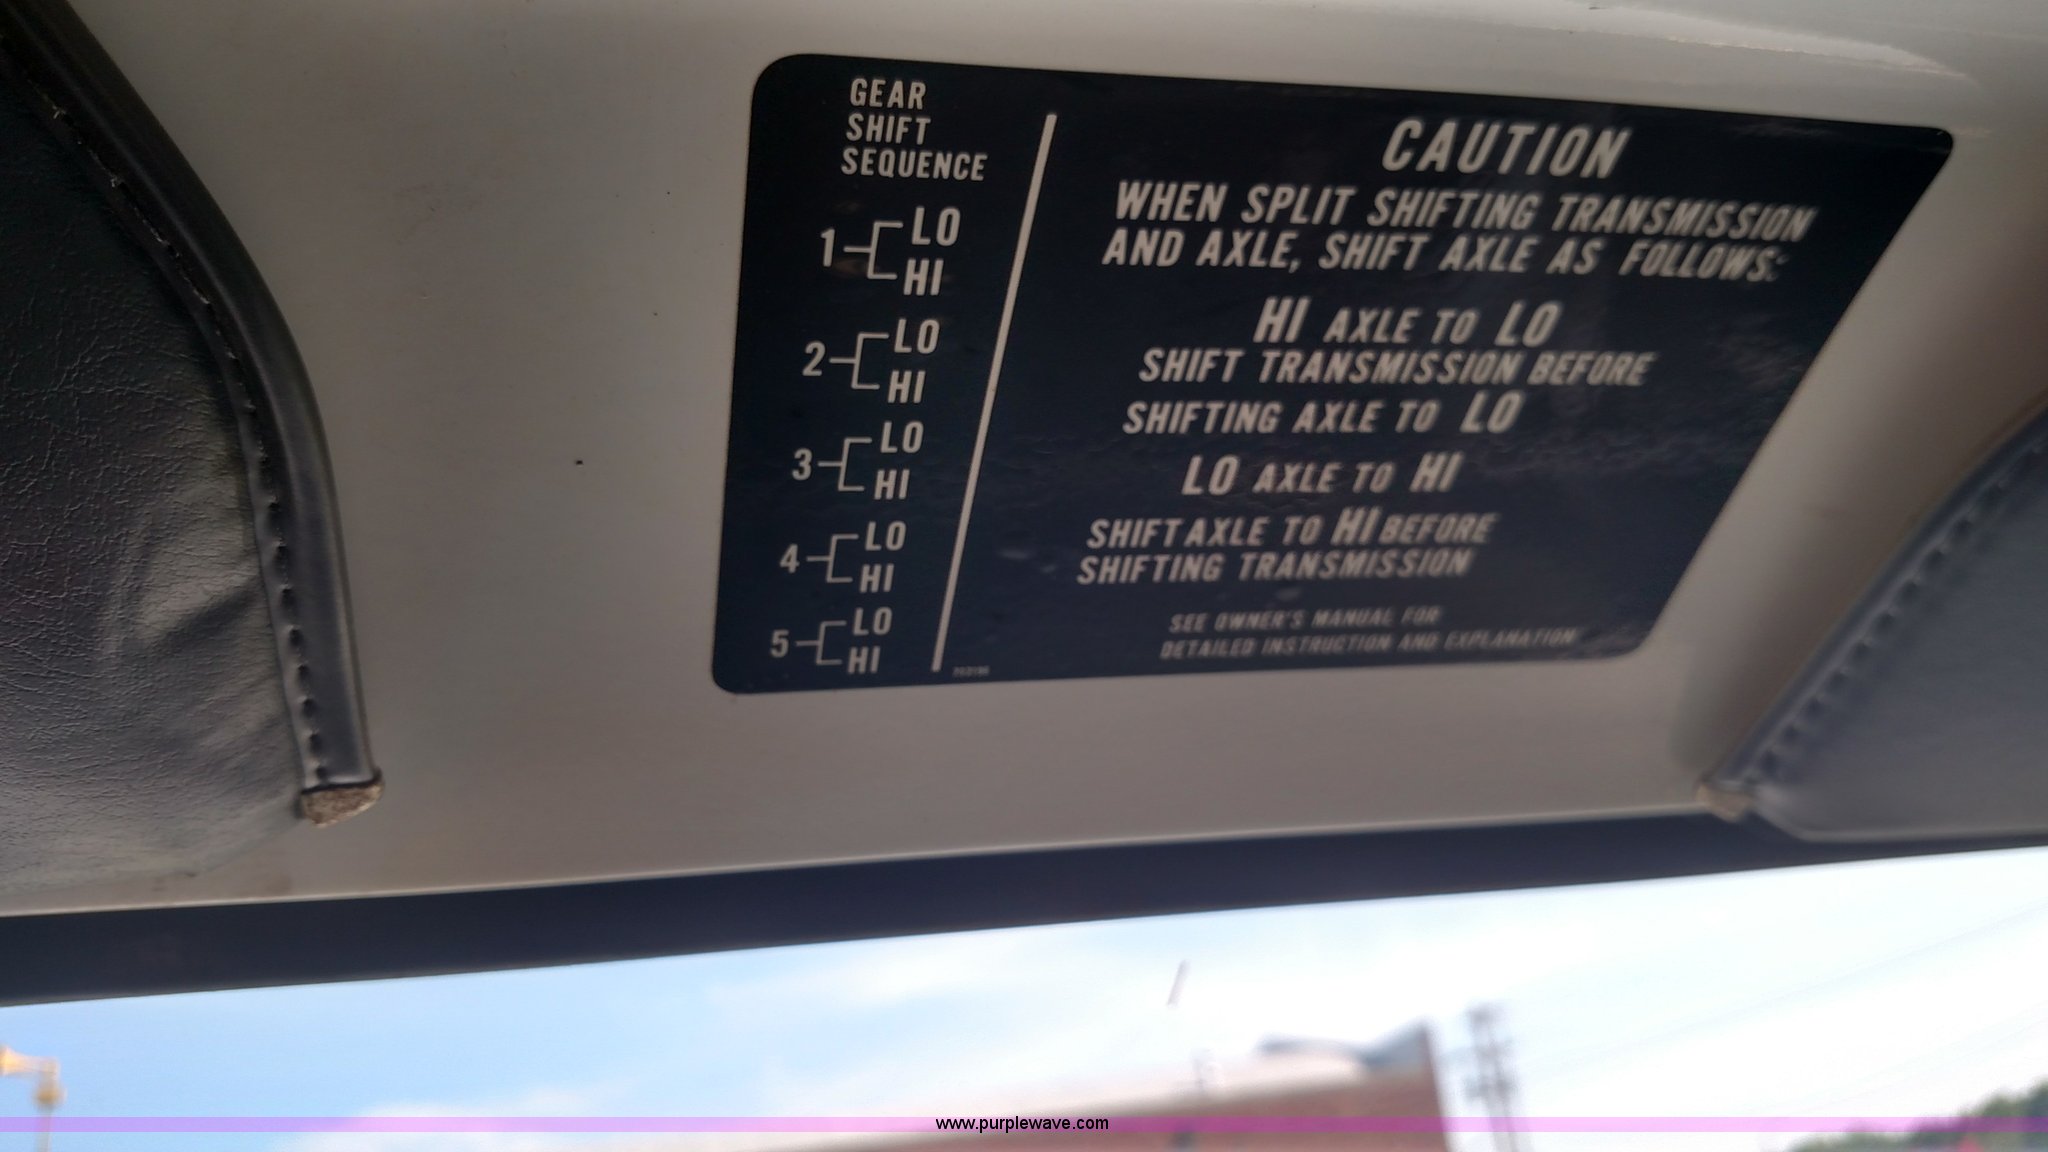 GEAR
SHIFT
SEQUENCE
1 LO
HI
2 LO
HI
3 LO
HI
4 LO
HI
5 LO
HI
CAUTION
WHEN SPLIT SHIFTING TRANSMISSION
AND AXLE, SHIFT AXLE AS FOLLOWS:
HI AXLE TO LO
SHIFT TRANSMISSION BEFORE
SHIFTING AXLE TO LO
LO AXLE TO HI
SHIFT AXLE TO HI BEFORE
SHIFTING TRANSMISSION
SEE OWNER'S MANUAL FOR
DETAILED INSTRUCTION AND EXPLANATION
www.purplewave.com